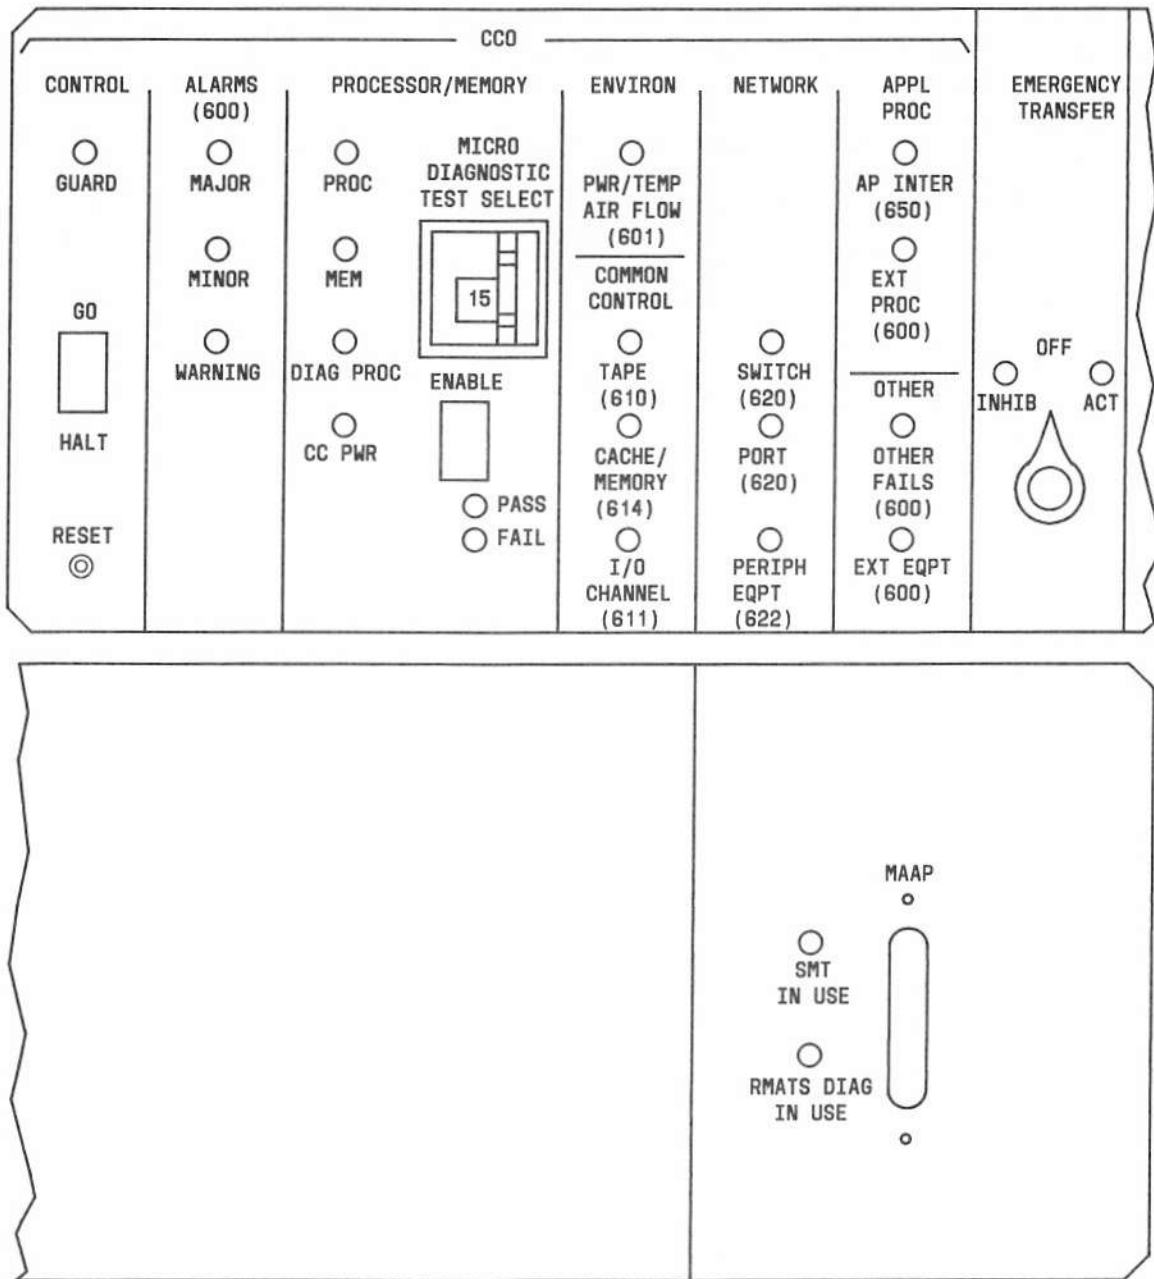 CC0
CONTROL
GUARD
GO
HALT
RESET
ALARMS
(600)
MAJOR
MINOR
WARNING
PROCESSOR/MEMORY
PROC
MEM
DIAG PROC
CC PWR
MICRO
DIAGNOSTIC
TEST SELECT
15
ENABLE
PASS
FAIL
ENVIRON
PWR/TEMP
AIR FLOW
(601)
COMMON
CONTROL
TAPE
(610)
CACHE/
MEMORY
(614)
I/O
CHANNEL
(611)
NETWORK
SWITCH
(620)
PORT
(620)
PERIPH
EQPT
(622)
APPL
PROC
AP INTER
(650)
EXT
PROC
(600)
OTHER
OTHER
FAILS
(600)
EXT EQPT
(600)
EMERGENCY
TRANSFER
OFF
INHIB
ACT
MAAP
SMT
IN USE
RMATS DIAG
IN USE